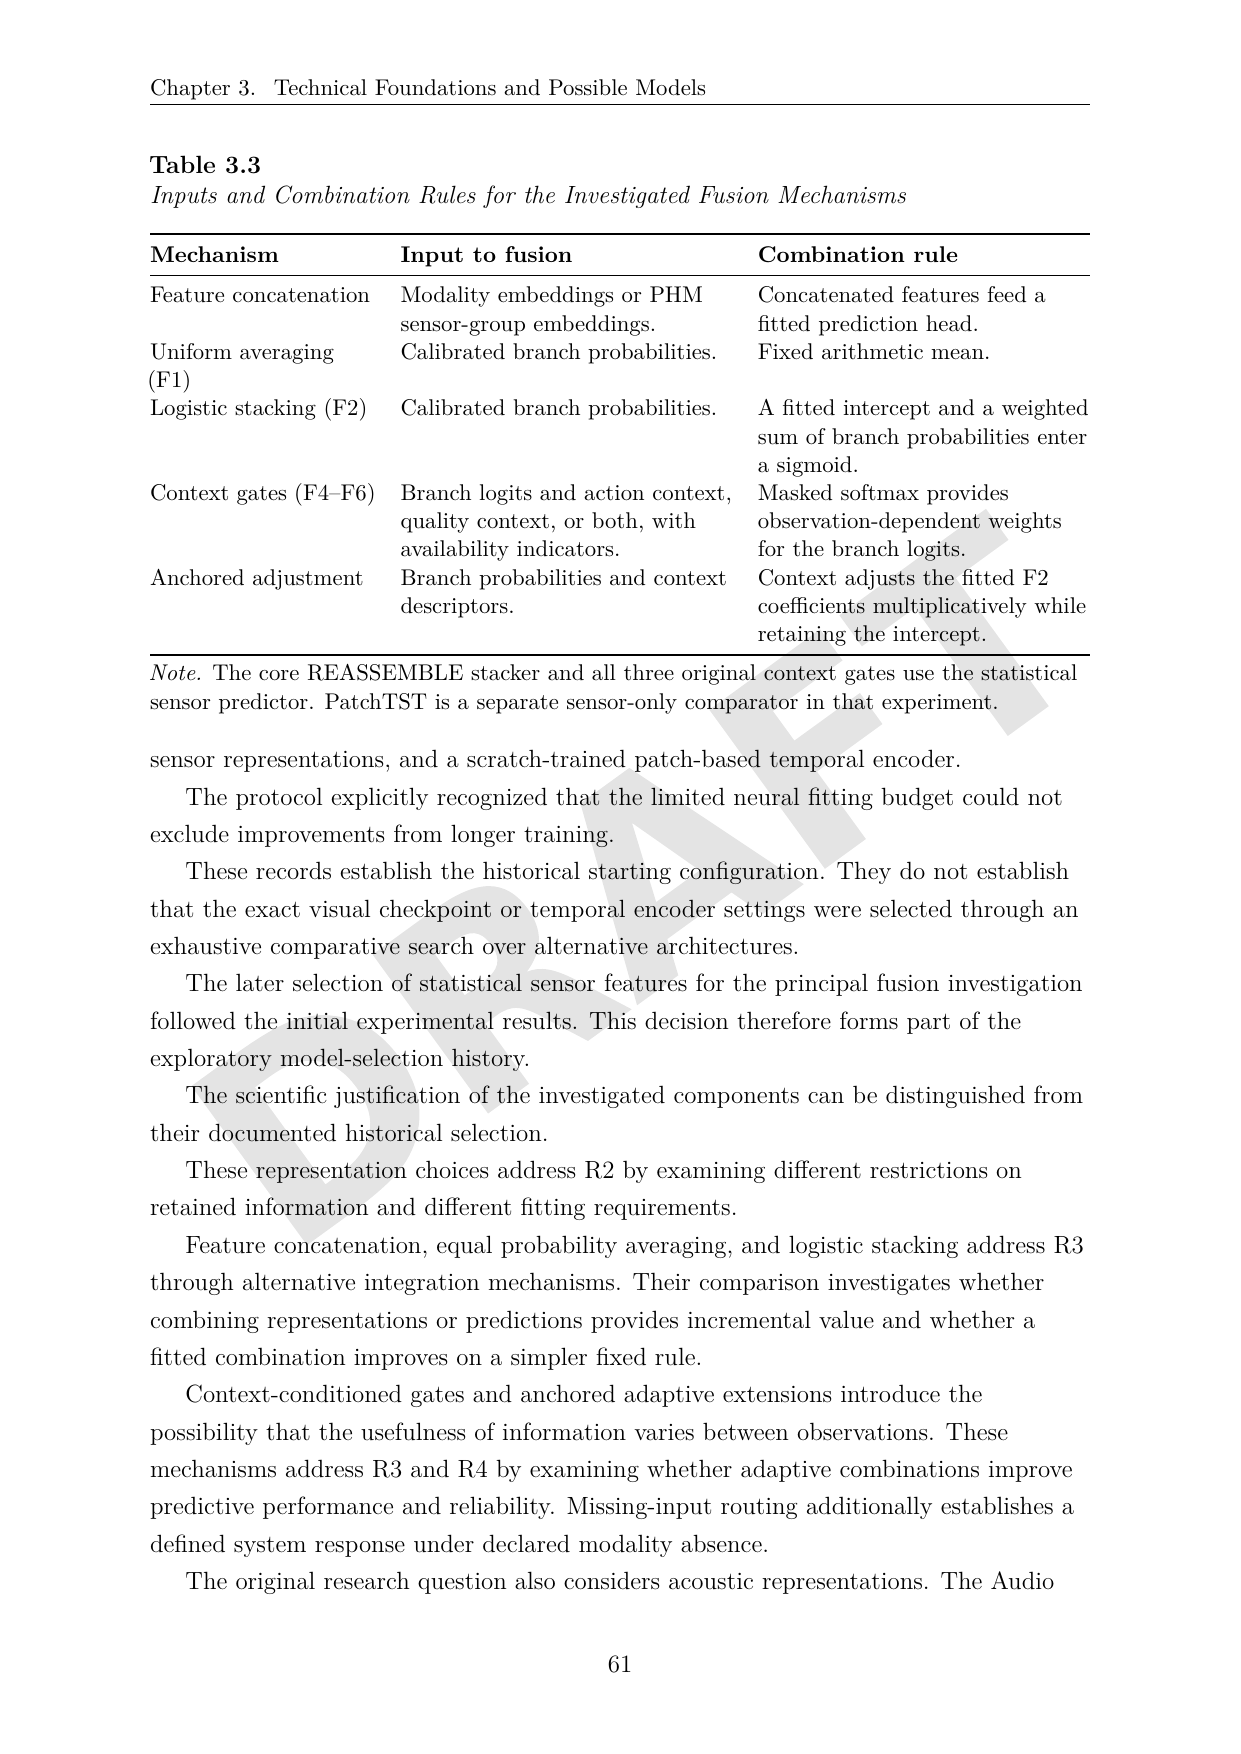 Chapter 3. Technical Foundations and Possible Models
Table 3.3
Inputs and Combination Rules for the Investigated Fusion Mechanisms
Mechanism Input to fusion Combination rule
Feature concatenation Modality embeddings or PHM Concatenated features feed a
sensor-group embeddings. fitted prediction head.
Uniform averaging Calibrated branch probabilities. Fixed arithmetic mean.
(F1)
Logistic stacking (F2) Calibrated branch probabilities. A fitted intercept and a weighted
sum of branch probabilities enter
a sigmoid.
Context gates (F4–F6) Branch logits and action context, Masked softmax provides
quality context, or both, with observation-dependent weights
availability indicators. for the branch logits.
Anchored adjustment Branch probabilities and context Context adjusts the fitted F2
descriptors. coefficients multiplicatively while
retaining the intercept.
Note. The core REASSEMBLE stacker and all three original context gates use the statistical
sensor predictor. PatchTST is a separate sensor-only comparator in that experiment.
sensor representations, and a scratch-trained patch-based temporal encoder.
The protocol explicitly recognized that the limited neural fitting budget could not
exclude improvements from longer training.
These records establish the historical starting configuration. They do not establish
that the exact visual checkpoint or temporal encoder settings were selected through an
exhaustive comparative search over alternative architectures.
The later selection of statistical sensor features for the principal fusion investigation
followed the initial experimental results. This decision therefore forms part of the
exploratory model-selection history.
The scientific justification of the investigated components can be distinguished from
their documented historical selection.
These representation choices address R2 by examining different restrictions on
retained information and different fitting requirements.
Feature concatenation, equal probability averaging, and logistic stacking address R3
through alternative integration mechanisms. Their comparison investigates whether
combining representations or predictions provides incremental value and whether a
fitted combination improves on a simpler fixed rule.
Context-conditioned gates and anchored adaptive extensions introduce the
possibility that the usefulness of information varies between observations. These
mechanisms address R3 and R4 by examining whether adaptive combinations improve
predictive performance and reliability. Missing-input routing additionally establishes a
defined system response under declared modality absence.
The original research question also considers acoustic representations. The Audio
61
DRAFT